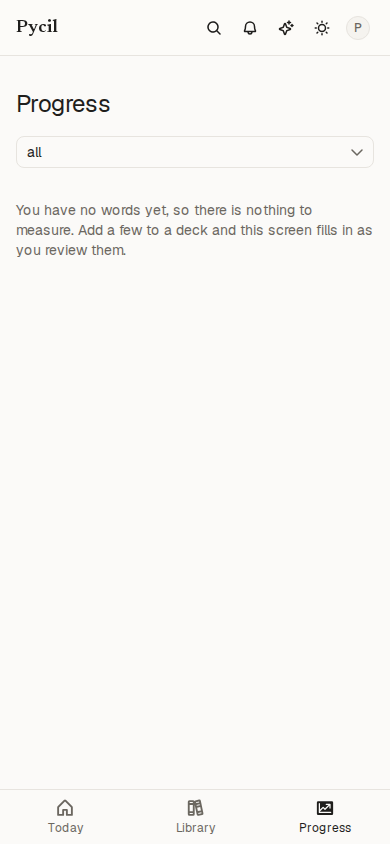 Pycil
P
Progress
all
You have no words yet, so there is nothing to
measure. Add a few to a deck and this screen fills in as
you review them.
Today
Library
Progress